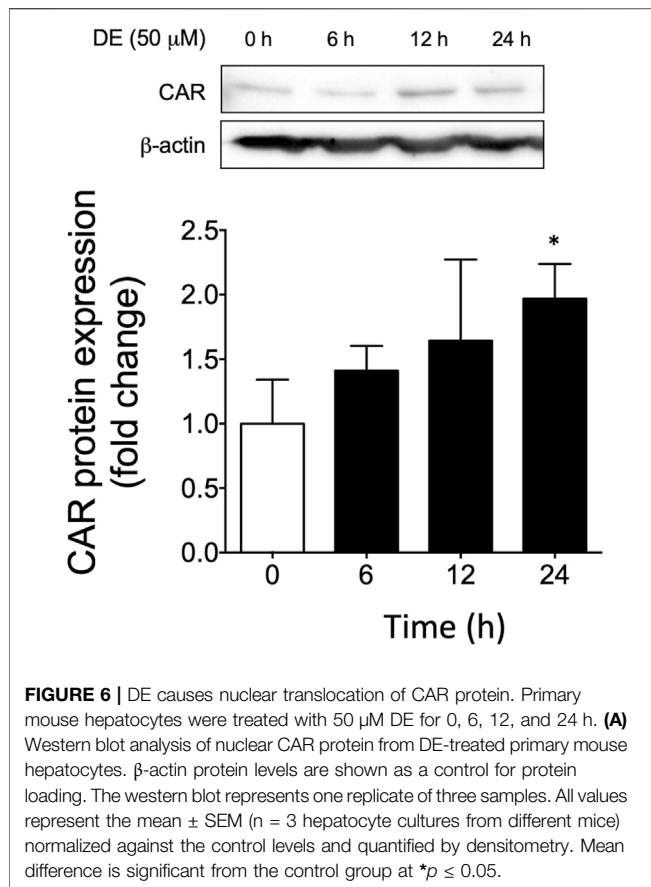 DE (50 μM) 0 h 6 h 12 h 24 h
CAR
β-actin
CAR protein expression
(fold change)
2.5
2.0
1.5
1.0
0.5
0.0
*
0 6 12 24
Time (h)
FIGURE 6 | DE causes nuclear translocation of CAR protein. Primary
mouse hepatocytes were treated with 50 μM DE for 0, 6, 12, and 24 h. (A)
Western blot analysis of nuclear CAR protein from DE-treated primary mouse
hepatocytes. β-actin protein levels are shown as a control for protein
loading. The western blot represents one replicate of three samples. All values
represent the mean ± SEM (n = 3 hepatocyte cultures from different mice)
normalized against the control levels and quantified by densitometry. Mean
difference is significant from the control group at *p ≤ 0.05.